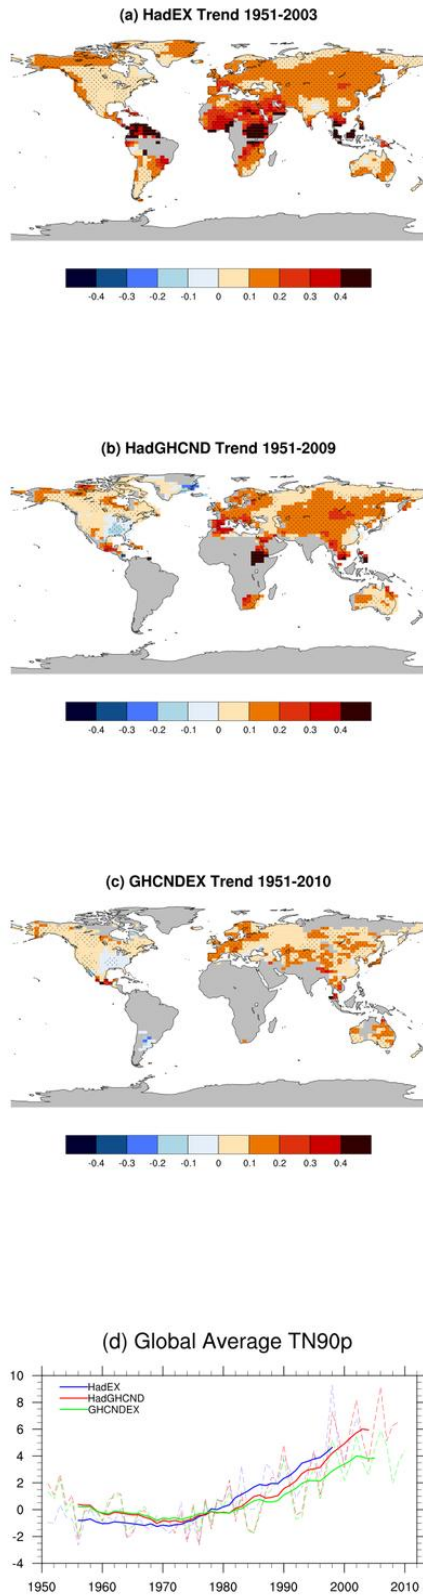 (a) HadEX Trend 1951-2003
-0.4 -0.3 -0.2 -0.1 0 0.1 0.2 0.3 0.4
(b) HadGHCND Trend 1951-2009
-0.4 -0.3 -0.2 -0.1 0 0.1 0.2 0.3 0.4
(c) GHCNDEX Trend 1951-2010
-0.4 -0.3 -0.2 -0.1 0 0.1 0.2 0.3 0.4
(d) Global Average TN90p
10
HadEX
HadGHCND
8
GHCNDEX
6
4
2
0
-2
-4
1950 1960 1970 1980 1990 2000 2010